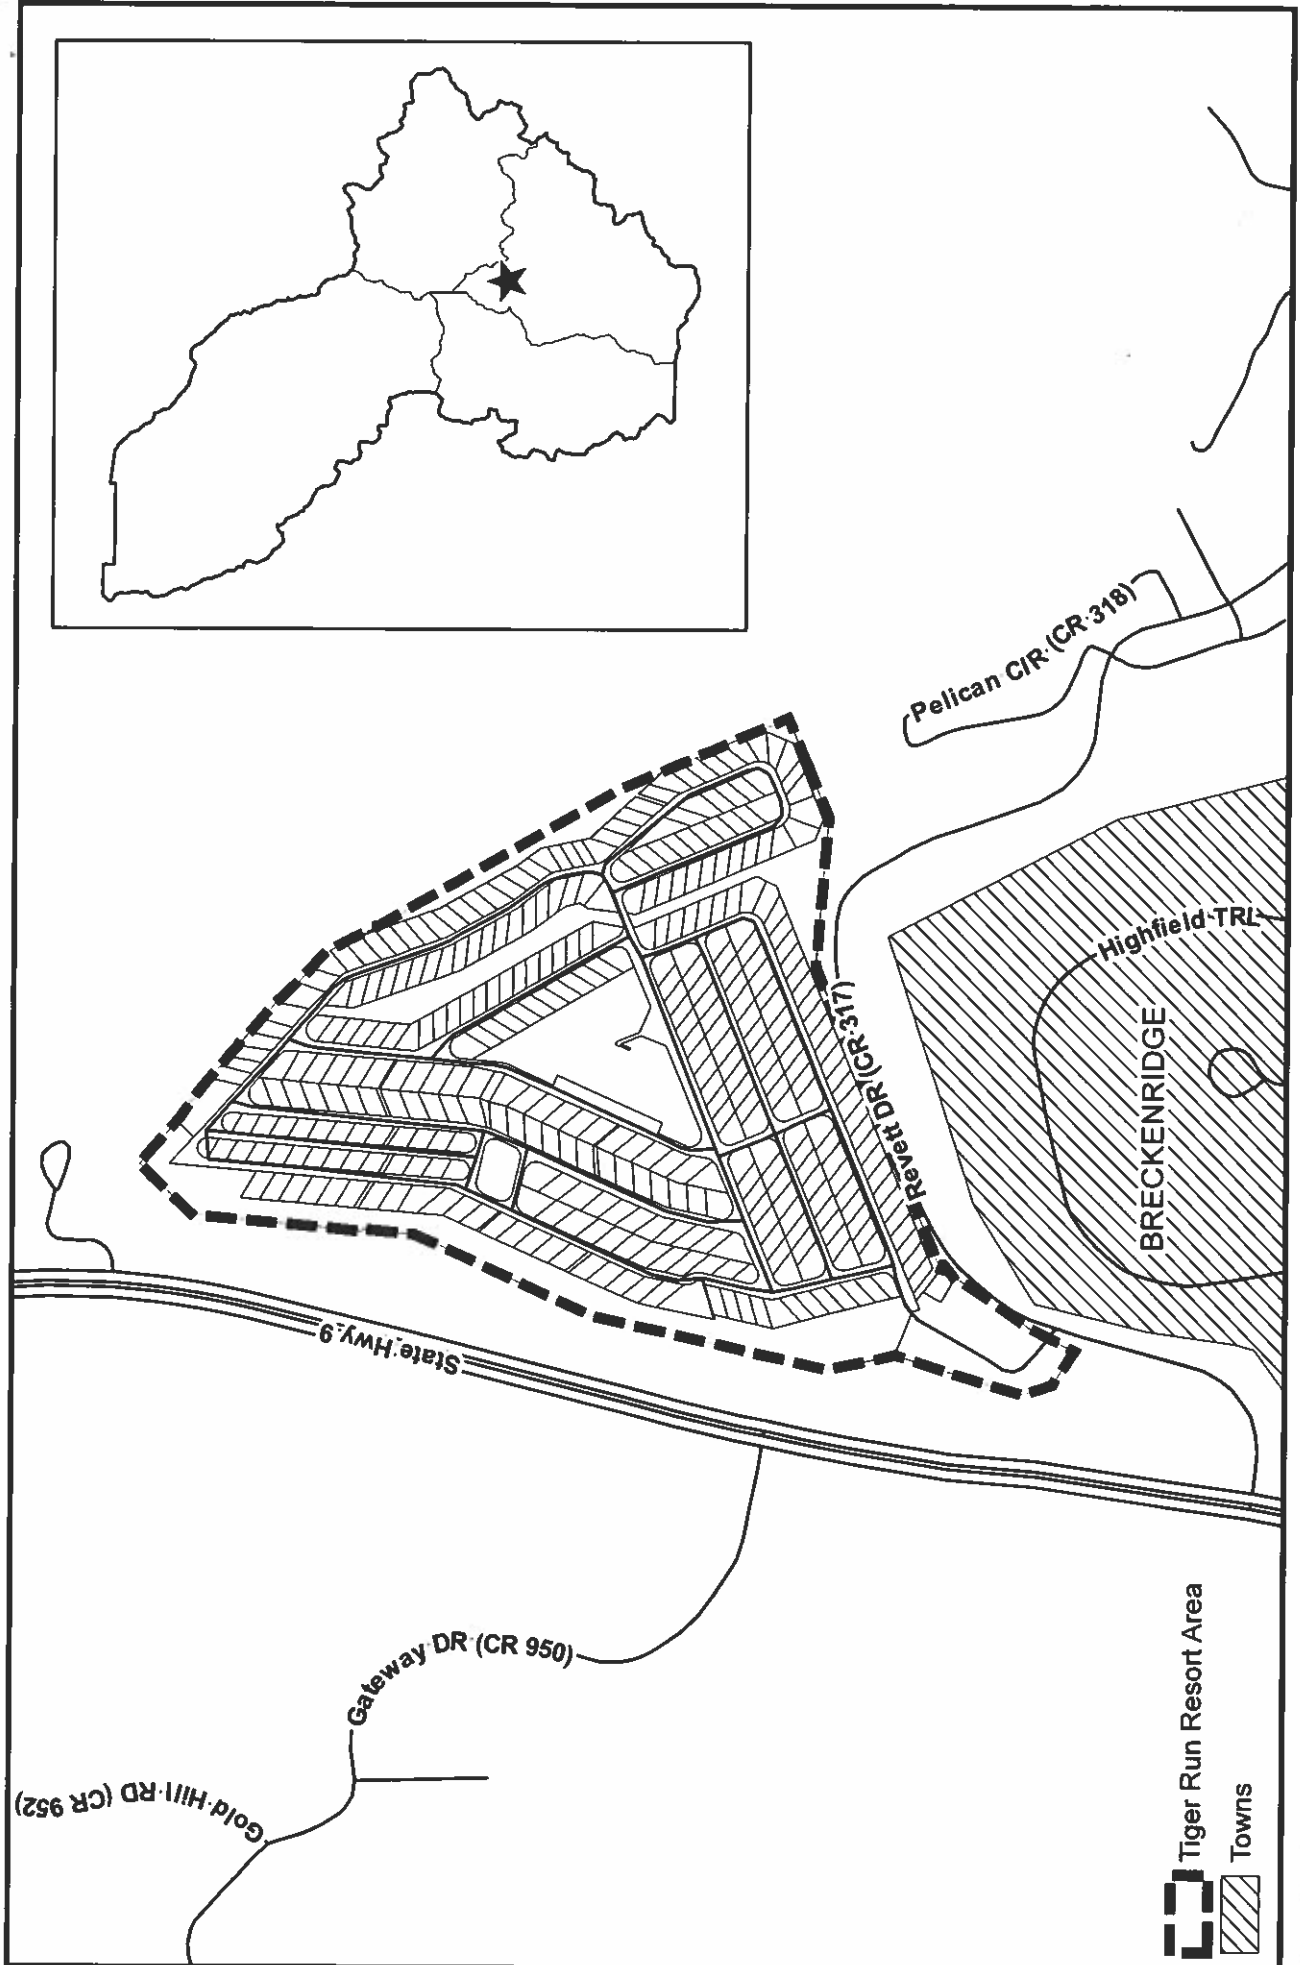 Gold Hill RD (CR 952)
Gateway DR (CR 950)
State Hwy 9
Revett DR (CR 317)
Pelican CIR (CR 318)
Highfield TRL
BRECKENRIDGE
Tiger Run Resort Area
Towns